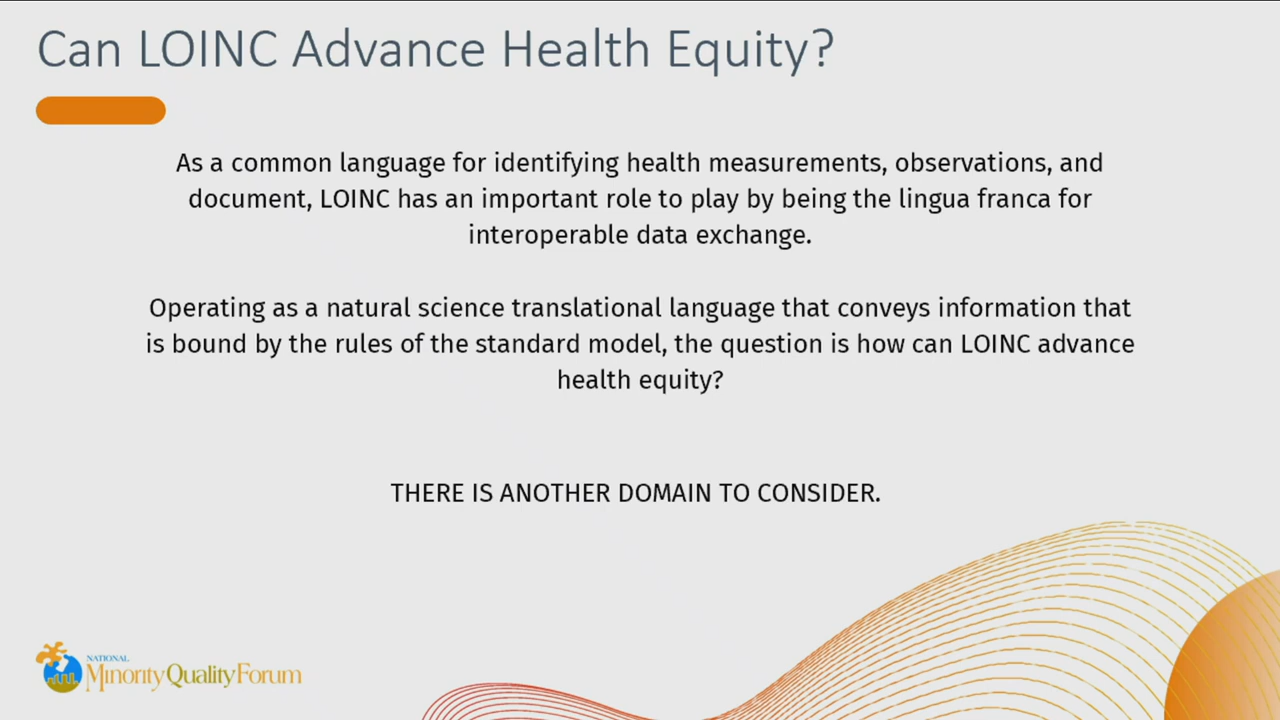 Can LOINC Advance Health Equity?
As a common language for identifying health measurements, observations, and
document, LOINC has an important role to play by being the lingua franca for
interoperable data exchange.
Operating as a natural science translational language that conveys information that
is bound by the rules of the standard model, the question is how can LOINC advance
health equity?
THERE IS ANOTHER DOMAIN TO CONSIDER.
NATIONAL
Minority Quality Forum